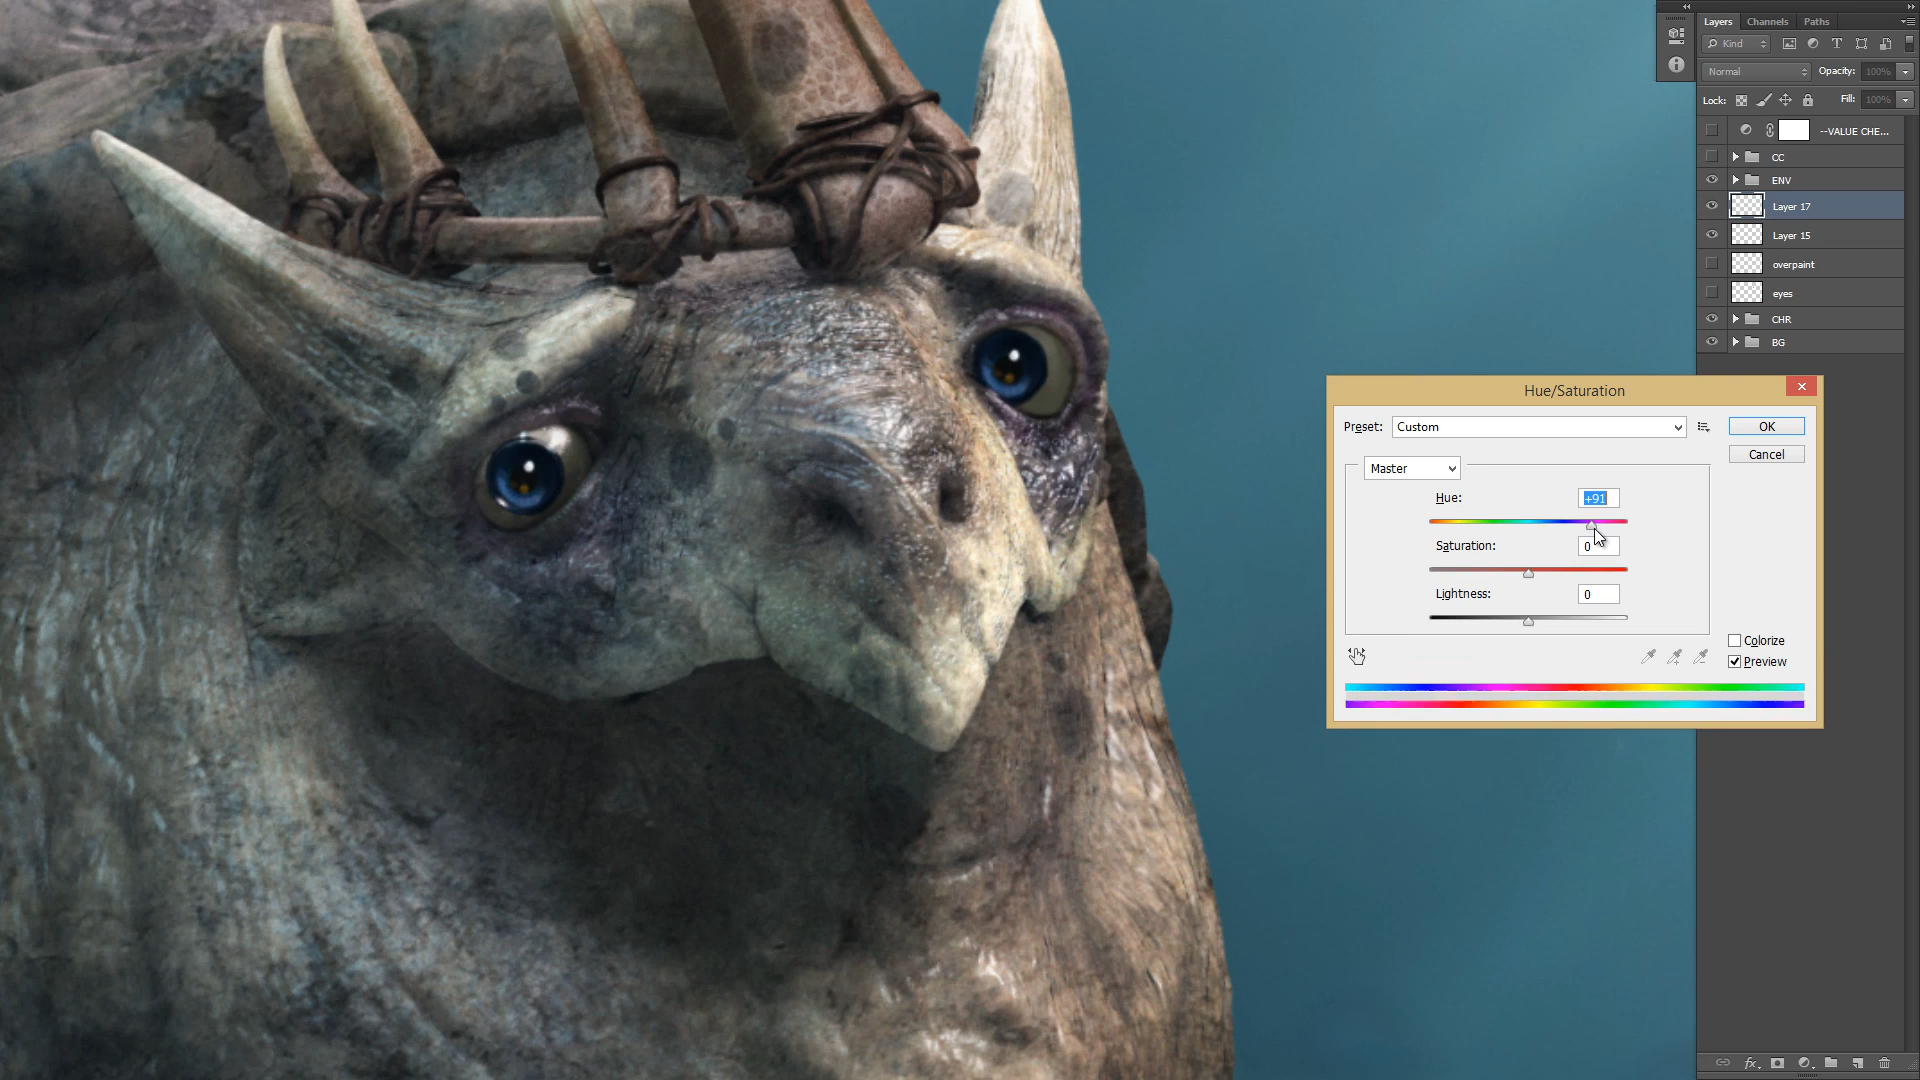 Layers Channels Paths
Kind
Normal Opacity: 100%
Lock: Fill: 100%
--VALUE CHE...
CC
ENV
Layer 17
Layer 15
overpaint
eyes
CHR
BG
Hue/Saturation
Preset: Custom OK
Cancel
Master
Hue: +91
Saturation: 0
Lightness: 0
Colorize
Preview
fx